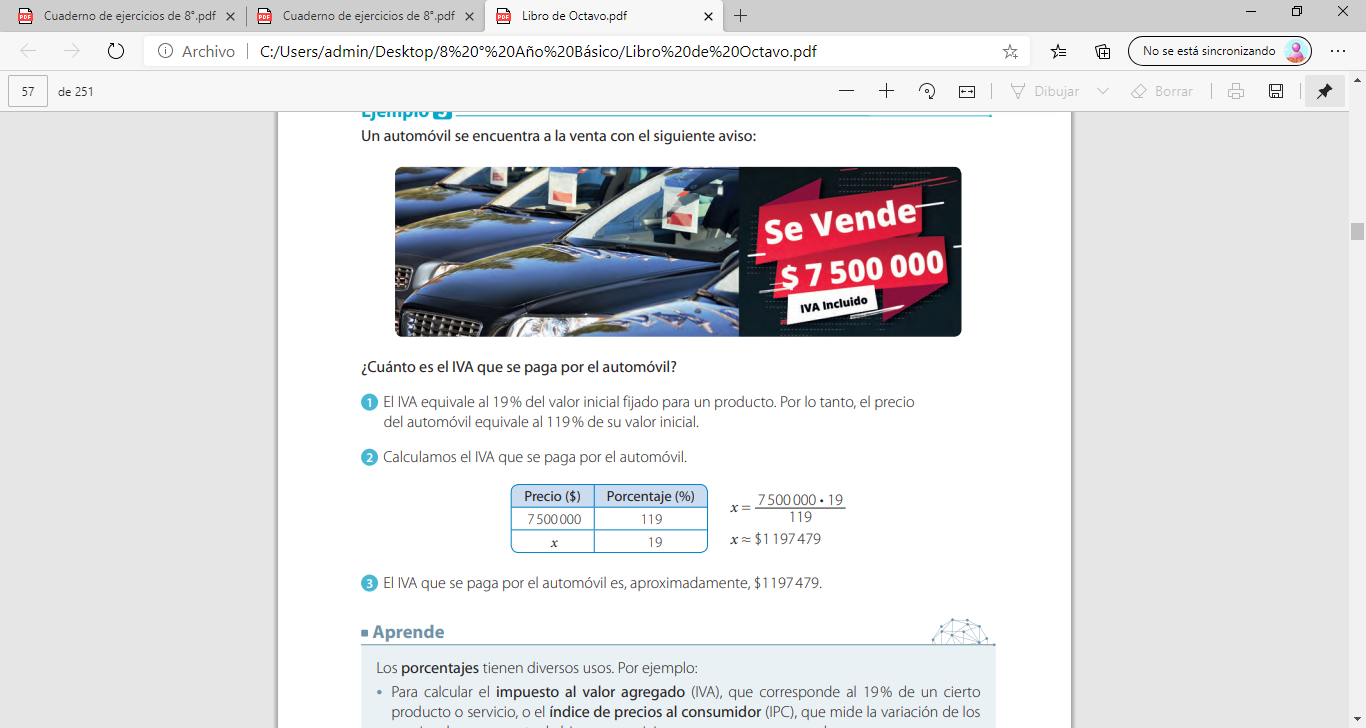 Cuaderno de ejercicios de 8°.pdf
Cuaderno de ejercicios de 8°.pdf
Libro de Octavo.pdf
Archivo
C:/Users/admin/Desktop/8%20°%20Año%20Básico/Libro%20de%20Octavo.pdf
No se está sincronizando
57
de 251
Dibujar
Borrar
Ejemplo 3
Un automóvil se encuentra a la venta con el siguiente aviso:
Se Vende
$ 7 500 000
IVA Incluido
¿Cuánto es el IVA que se paga por el automóvil?
1 El IVA equivale al 19% del valor inicial fijado para un producto. Por lo tanto, el precio
del automóvil equivale al 119% de su valor inicial.
2 Calculamos el IVA que se paga por el automóvil.
Precio ($) Porcentaje (%)
7 500 000 119
x 19
x = 7 500 000 • 19
119
x ≈ $1 197 479
3 El IVA que se paga por el automóvil es, aproximadamente, $1 197 479.
Aprende
Los porcentajes tienen diversos usos. Por ejemplo:
• Para calcular el impuesto al valor agregado (IVA), que corresponde al 19% de un cierto
producto o servicio, o el índice de precios al consumidor (IPC), que mide la variación de los